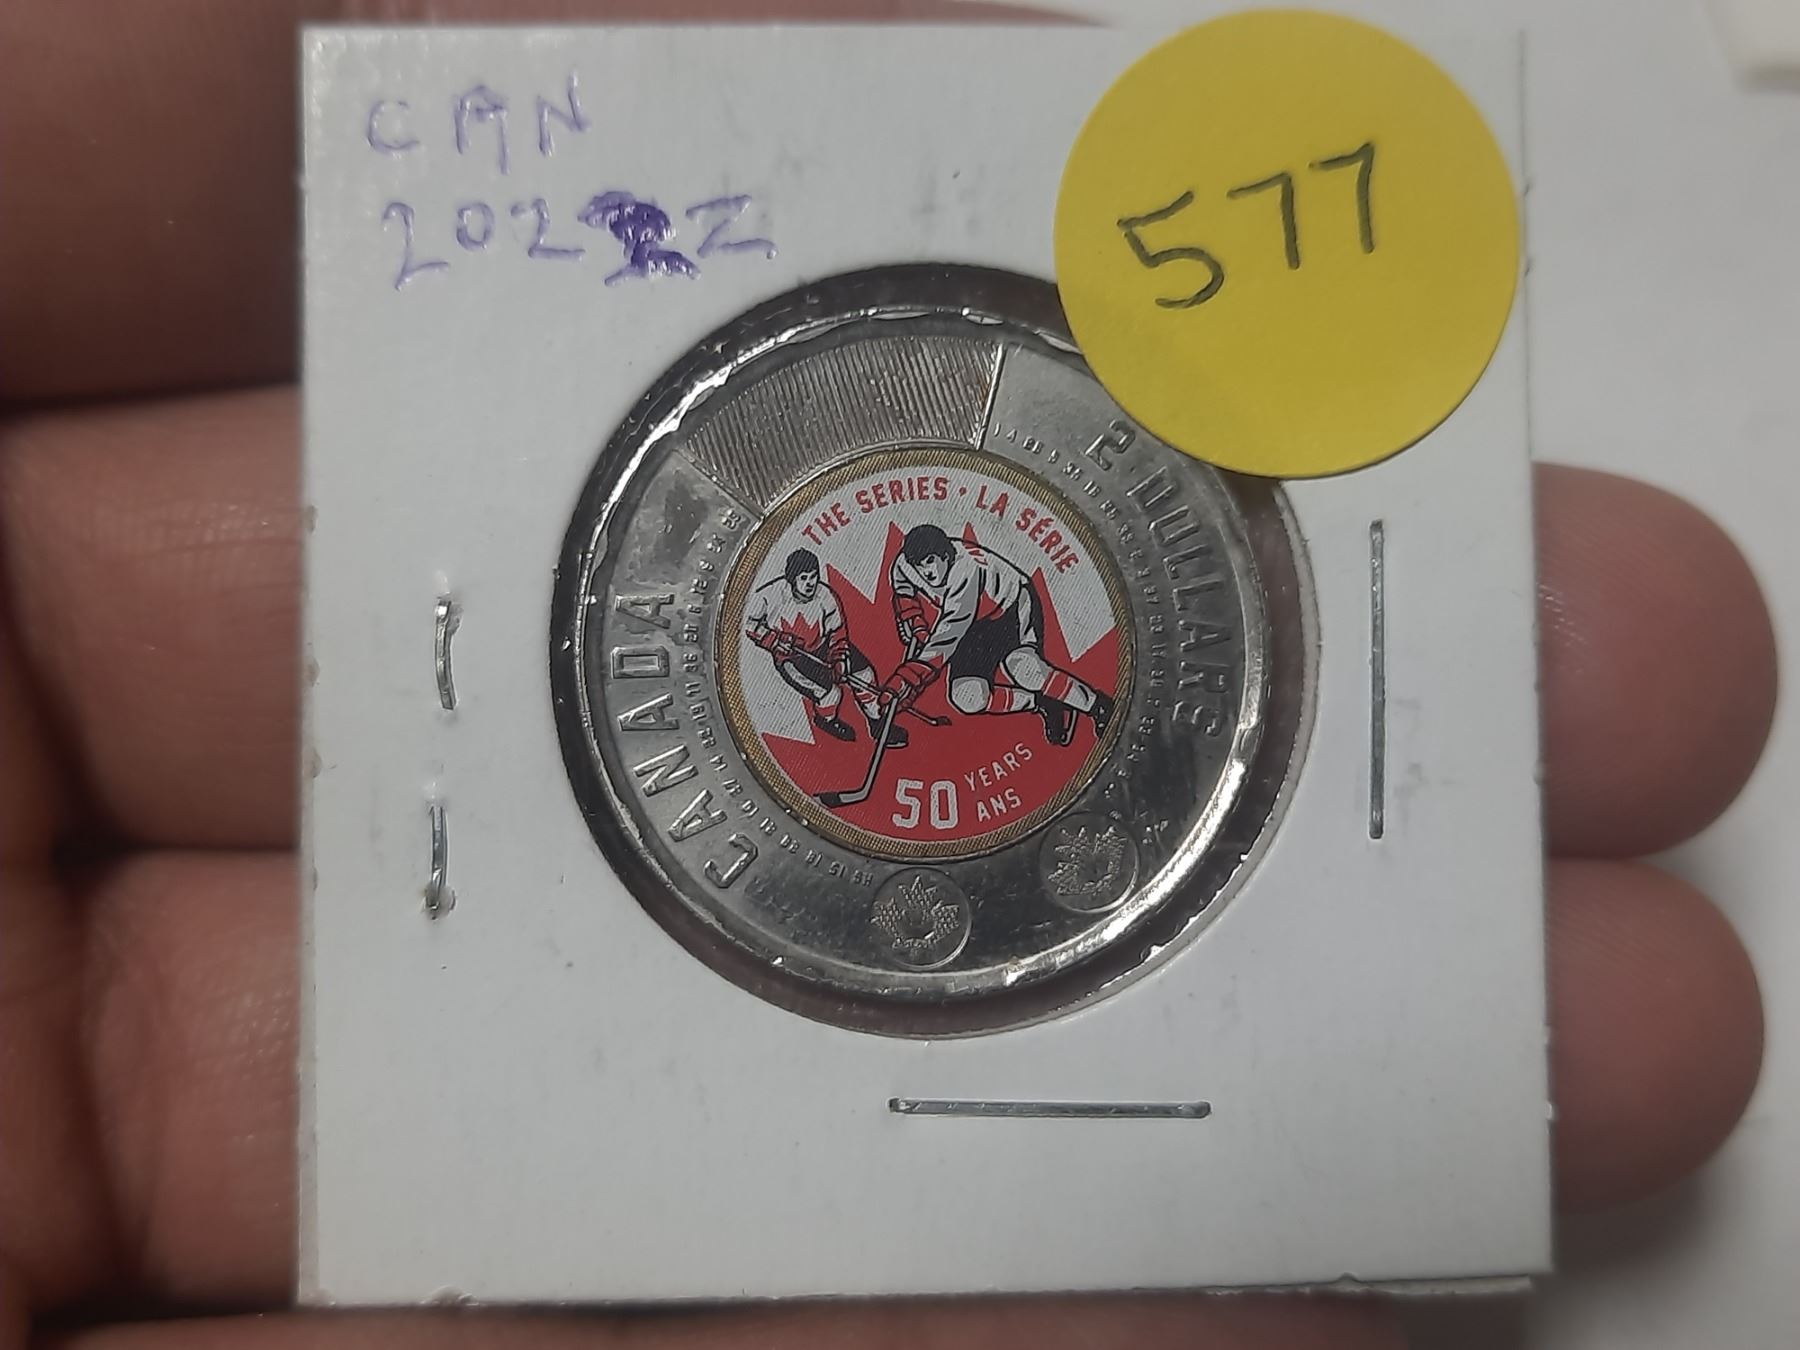 CAN
2022
577
CANADA
2 DOLLARS
THE SERIES · LA SÉRIE
50 YEARS
ANS